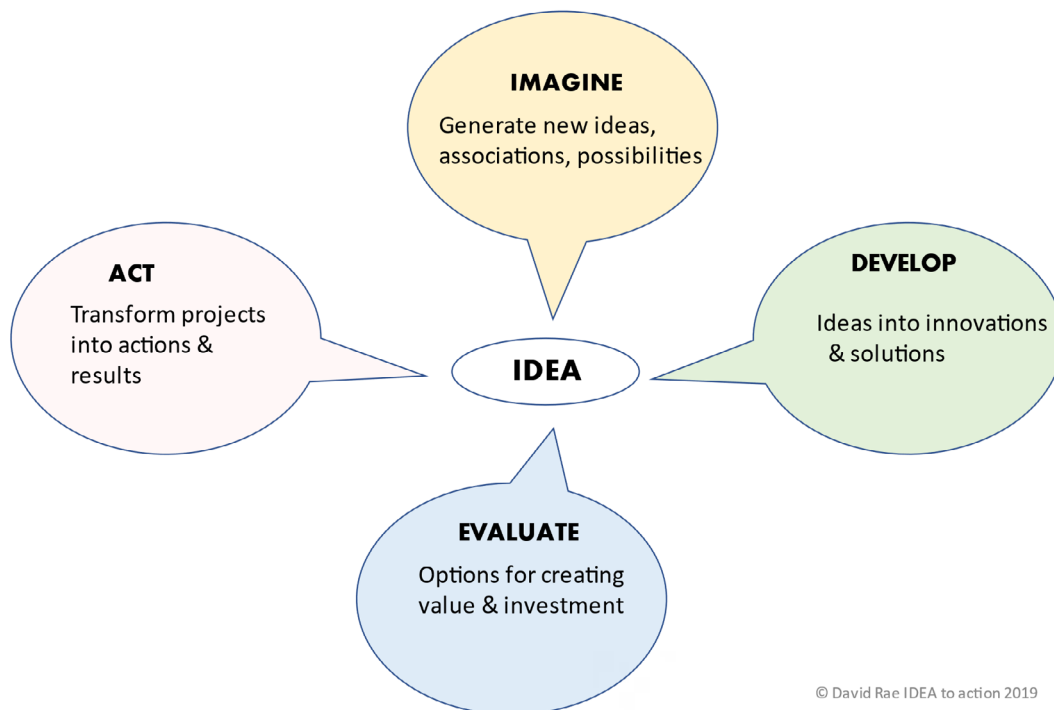 IMAGINE
Generate new ideas,
associations, possibilities
ACT
Transform projects
into actions &
results
DEVELOP
Ideas into innovations
& solutions
IDEA
EVALUATE
Options for creating
value & investment
© David Rae IDEA to action 2019